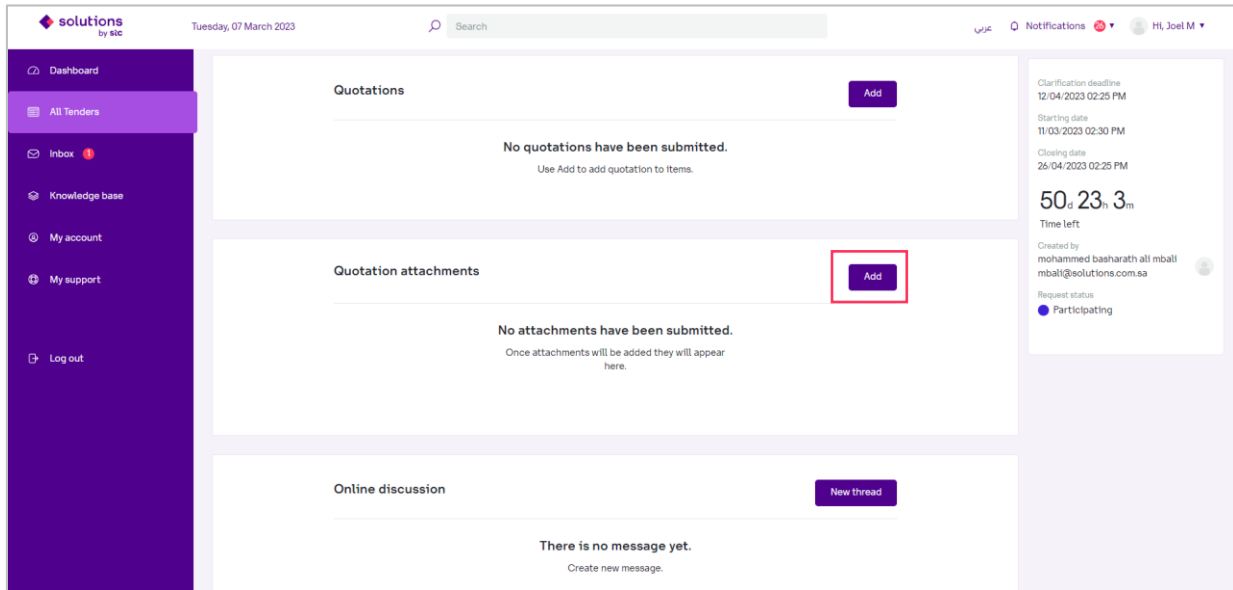 solutions
by stc
Tuesday, 07 March 2023
Search
عربي
Notifications 26
Hi, Joel M
Dashboard
All Tenders
Inbox 1
Knowledge base
My account
My support
Log out
Quotations
Add
No quotations have been submitted.
Use Add to add quotation to items.
Quotation attachments
Add
No attachments have been submitted.
Once attachments will be added they will appear
here.
Online discussion
New thread
There is no message yet.
Create new message.
Clarification deadline
12/04/2023 02:25 PM
Starting date
11/03/2023 02:30 PM
Closing date
26/04/2023 02:25 PM
50d 23h 3m
Time left
Created by
mohammed basharath ali mbali
mbali@solutions.com.sa
Request status
Participating